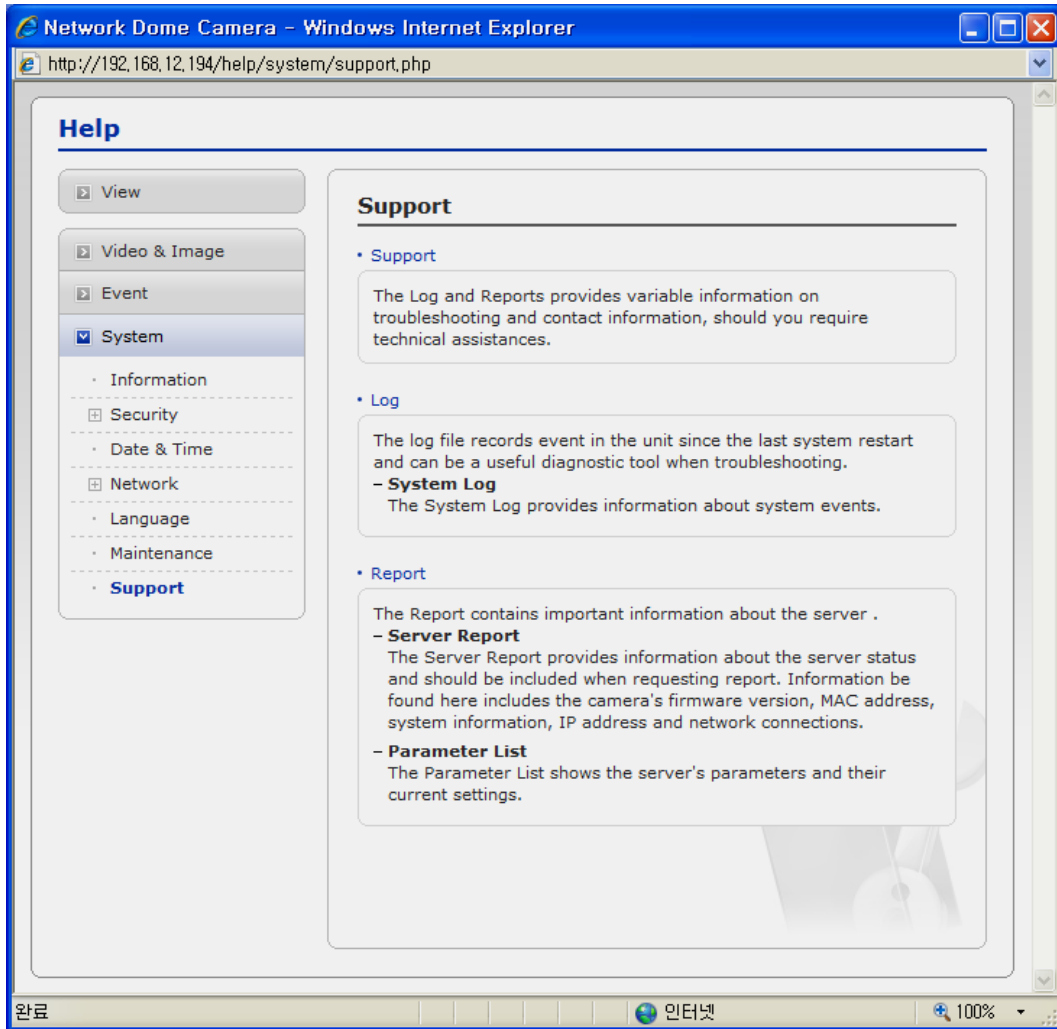 Network Dome Camera - Windows Internet Explorer
http://192.168.12.194/help/system/support.php
Help
View
Video & Image
Event
System
Information
Security
Date & Time
Network
Language
Maintenance
Support
Support
• Support
The Log and Reports provides variable information on
troubleshooting and contact information, should you require
technical assistances.
• Log
The log file records event in the unit since the last system restart
and can be a useful diagnostic tool when troubleshooting.
– System Log
The System Log provides information about system events.
• Report
The Report contains important information about the server .
– Server Report
The Server Report provides information about the server status
and should be included when requesting report. Information be
found here includes the camera's firmware version, MAC address,
system information, IP address and network connections.
– Parameter List
The Parameter List shows the server's parameters and their
current settings.
완료
인터넷
100%